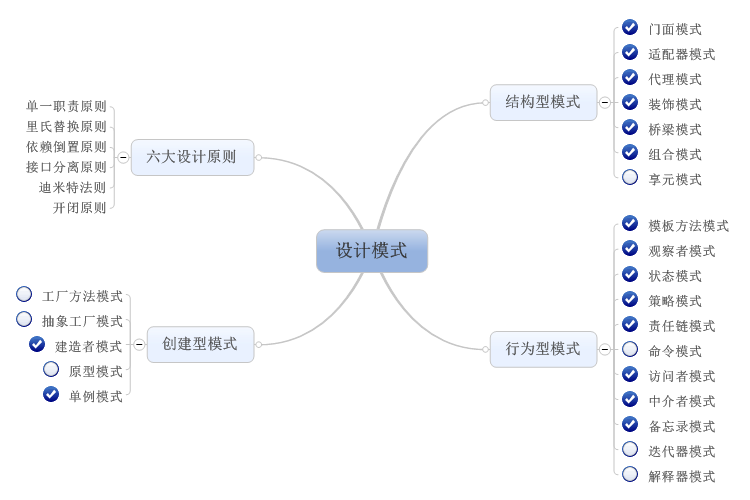 设计模式
六大设计原则
单一职责原则
里氏替换原则
依赖倒置原则
接口分离原则
迪米特法则
开闭原则
创建型模式
工厂方法模式
抽象工厂模式
建造者模式
原型模式
单例模式
结构型模式
门面模式
适配器模式
代理模式
装饰模式
桥梁模式
组合模式
享元模式
行为型模式
模板方法模式
观察者模式
状态模式
策略模式
责任链模式
命令模式
访问者模式
中介者模式
备忘录模式
迭代器模式
解释器模式